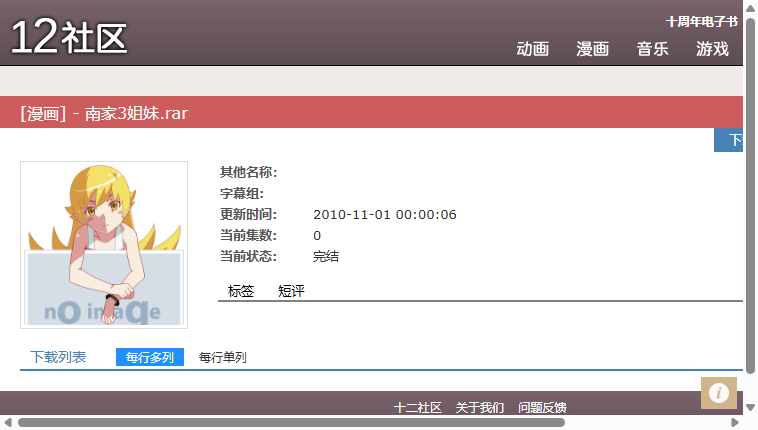 12社区
十周年电子书
动画 漫画 音乐 游戏
[漫画] - 南家3姐妹.rar
其他名称:
字幕组:
更新时间: 2010-11-01 00:00:06
当前集数: 0
当前状态: 完结
no image
标签 短评
下载列表 每行多列 每行单列
十二社区 关于我们 问题反馈